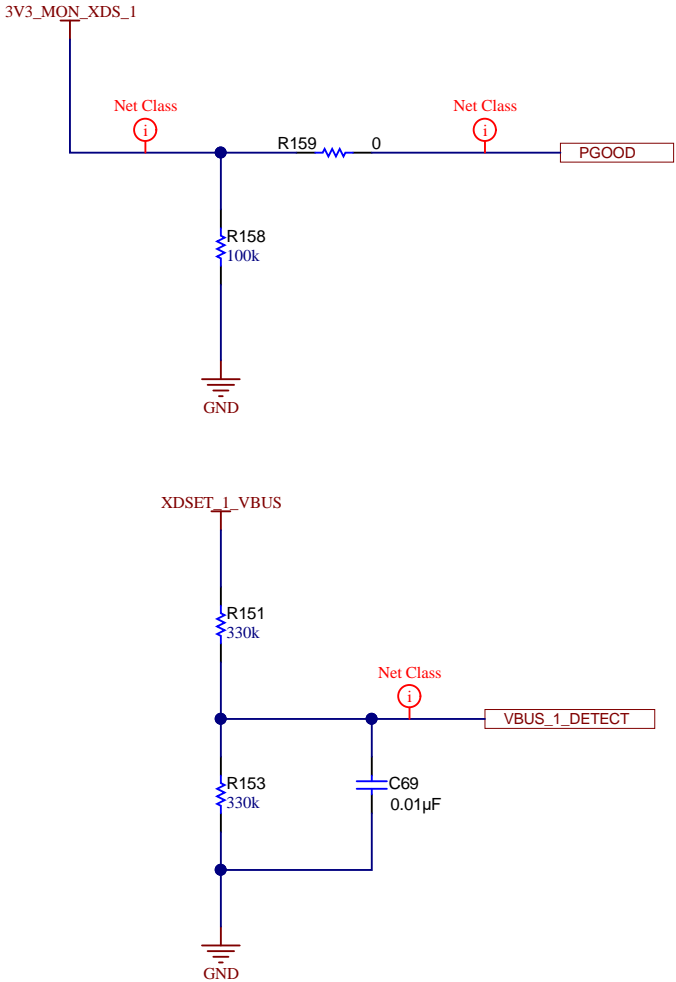 3V3_MON_XDS_1
Net Class
i
Net Class
i
R159
0
PGOOD
R158
100k
GND
XDSET_1_VBUS
R151
330k
Net Class
i
VBUS_1_DETECT
R153
330k
C69
0.01µF
GND